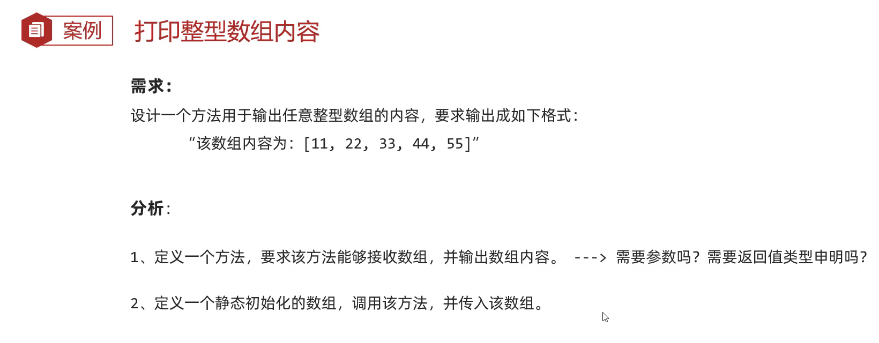 案例 打印整型数组内容
需求：
设计一个方法用于输出任意整型数组的内容，要求输出成如下格式：
“该数组内容为：[11, 22, 33, 44, 55]”
分析：
1、定义一个方法，要求该方法能够接收数组，并输出数组内容。 ---> 需要参数吗？需要返回值类型申明吗？
2、定义一个静态初始化的数组，调用该方法，并传入该数组。